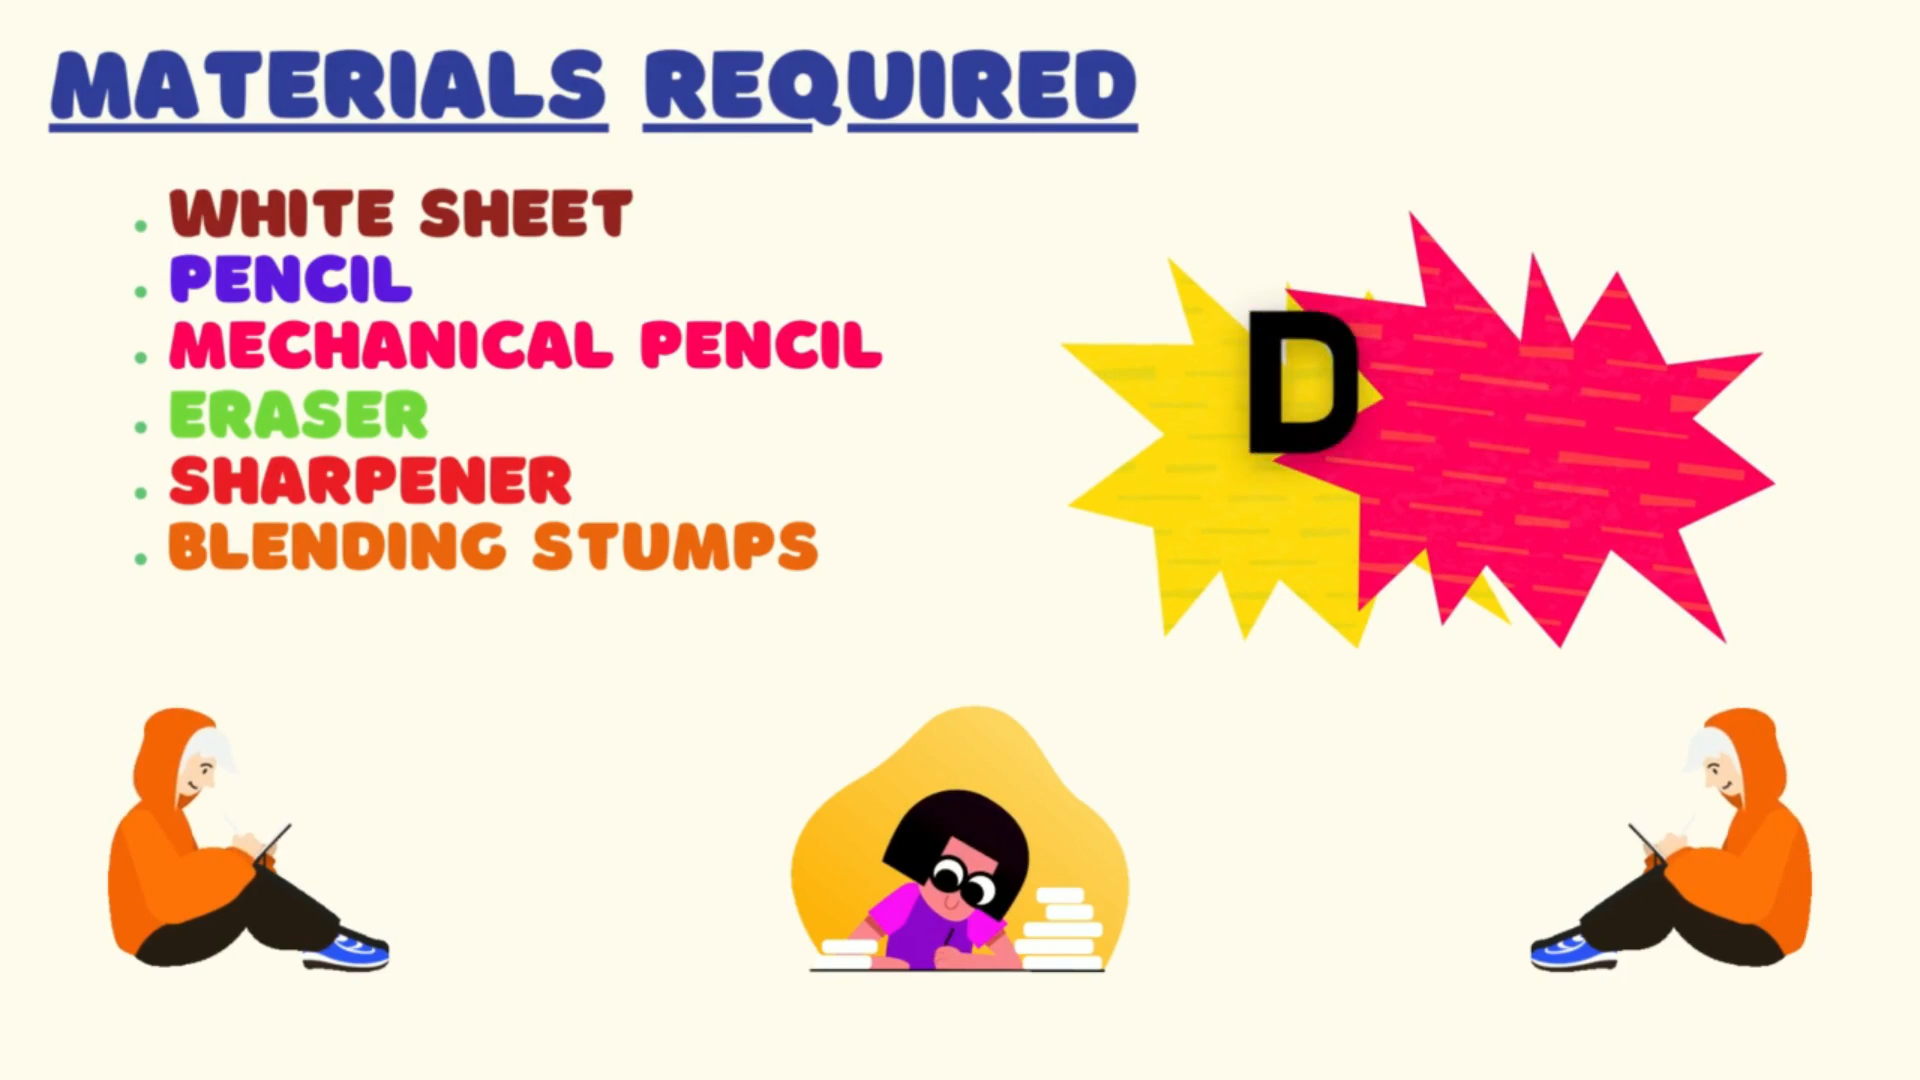 MATERIALS REQUIRED
WHITE SHEET
PENCIL
MECHANICAL PENCIL
ERASER
SHARPENER
BLENDING STUMPS
D